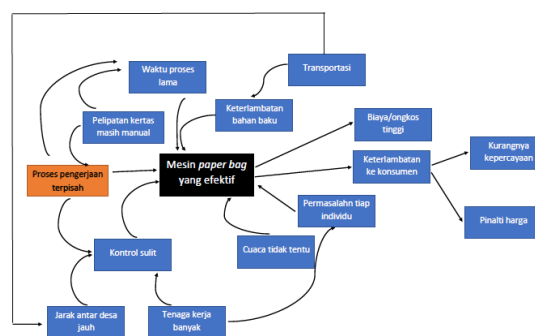 Waktu proses
lama
Transportasi
Pelipatan kertas
masih manual
Keterlambatan
bahan baku
Biaya/ongkos
tinggi
Kurangnya
kepercayaan
Proses pengerjaan
terpisah
Mesin paper bag
yang efektif
Keterlambatan
ke konsumen
Permasalahn tiap
individu
Pinalti harga
Kontrol sulit
Cuaca tidak tentu
Jarak antar desa
jauh
Tenaga kerja
banyak